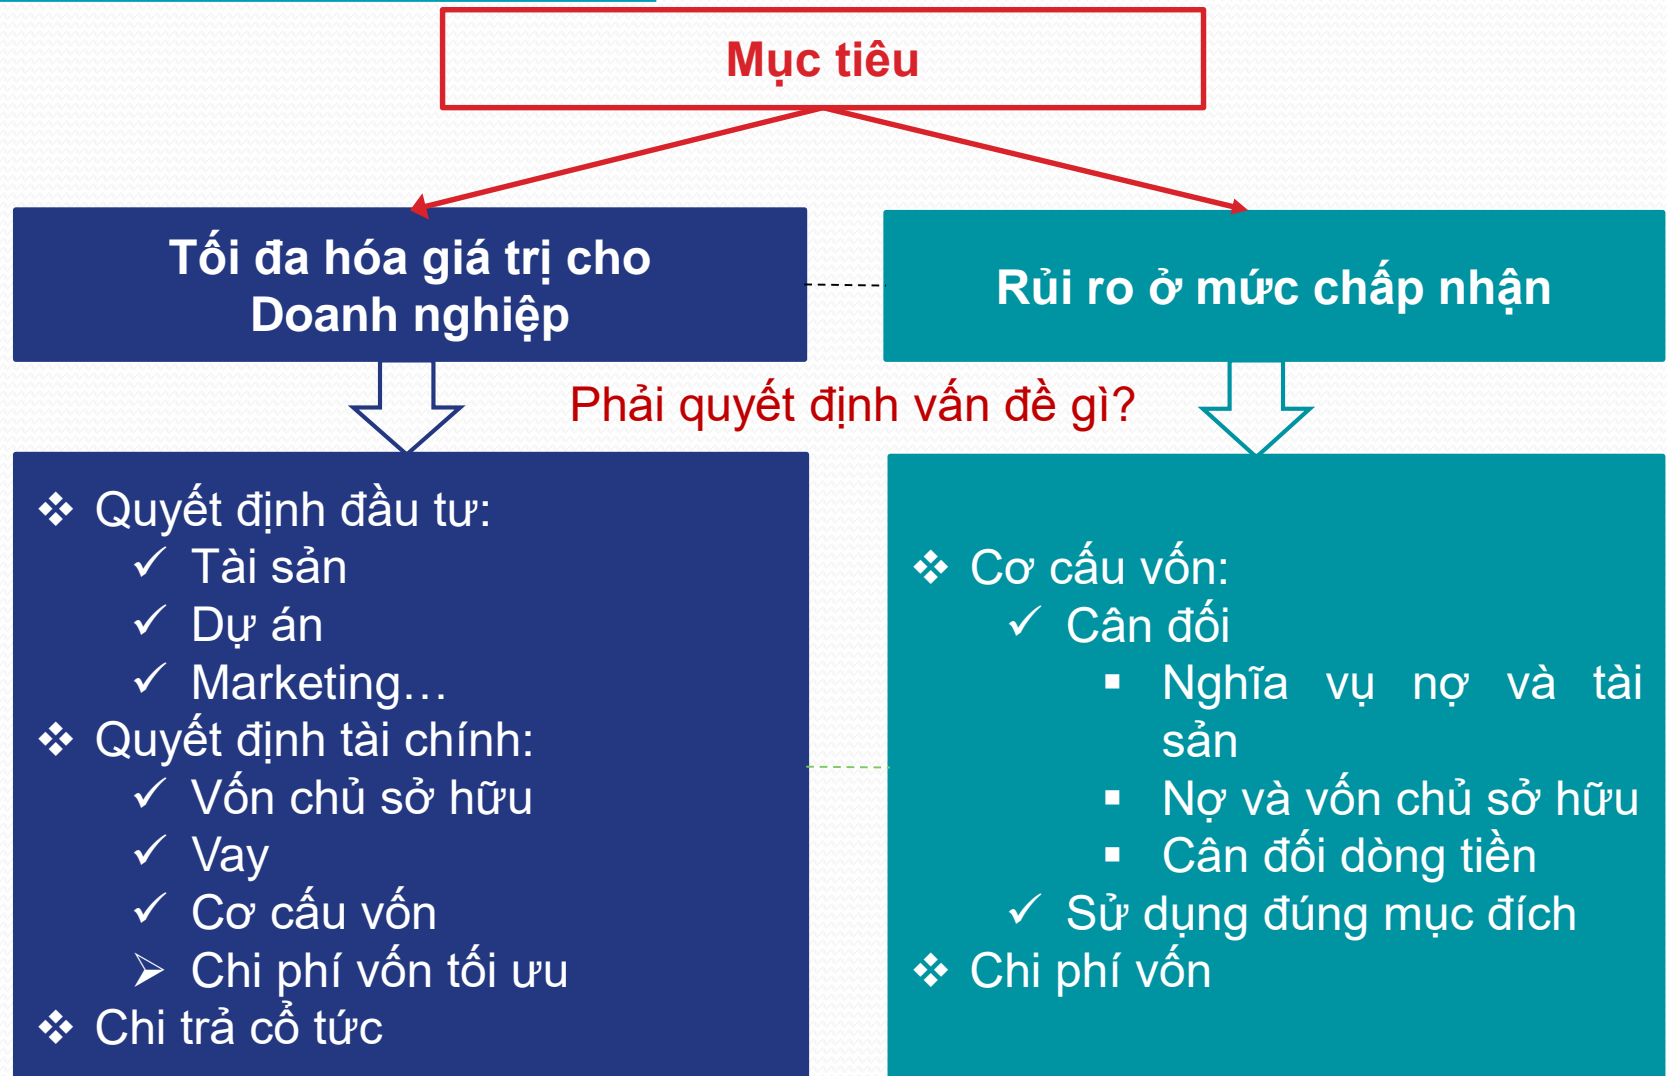 Mục tiêu
Tối đa hóa giá trị cho
Doanh nghiệp
Rủi ro ở mức chấp nhận
Phải quyết định vấn đề gì?
❖ Quyết định đầu tư:
✓ Tài sản
✓ Dự án
✓ Marketing…
❖ Quyết định tài chính:
✓ Vốn chủ sở hữu
✓ Vay
✓ Cơ cấu vốn
➢ Chi phí vốn tối ưu
❖ Chi trả cổ tức
❖ Cơ cấu vốn:
✓ Cân đối
▪ Nghĩa vụ nợ và tài
sản
▪ Nợ và vốn chủ sở hữu
▪ Cân đối dòng tiền
✓ Sử dụng đúng mục đích
❖ Chi phí vốn